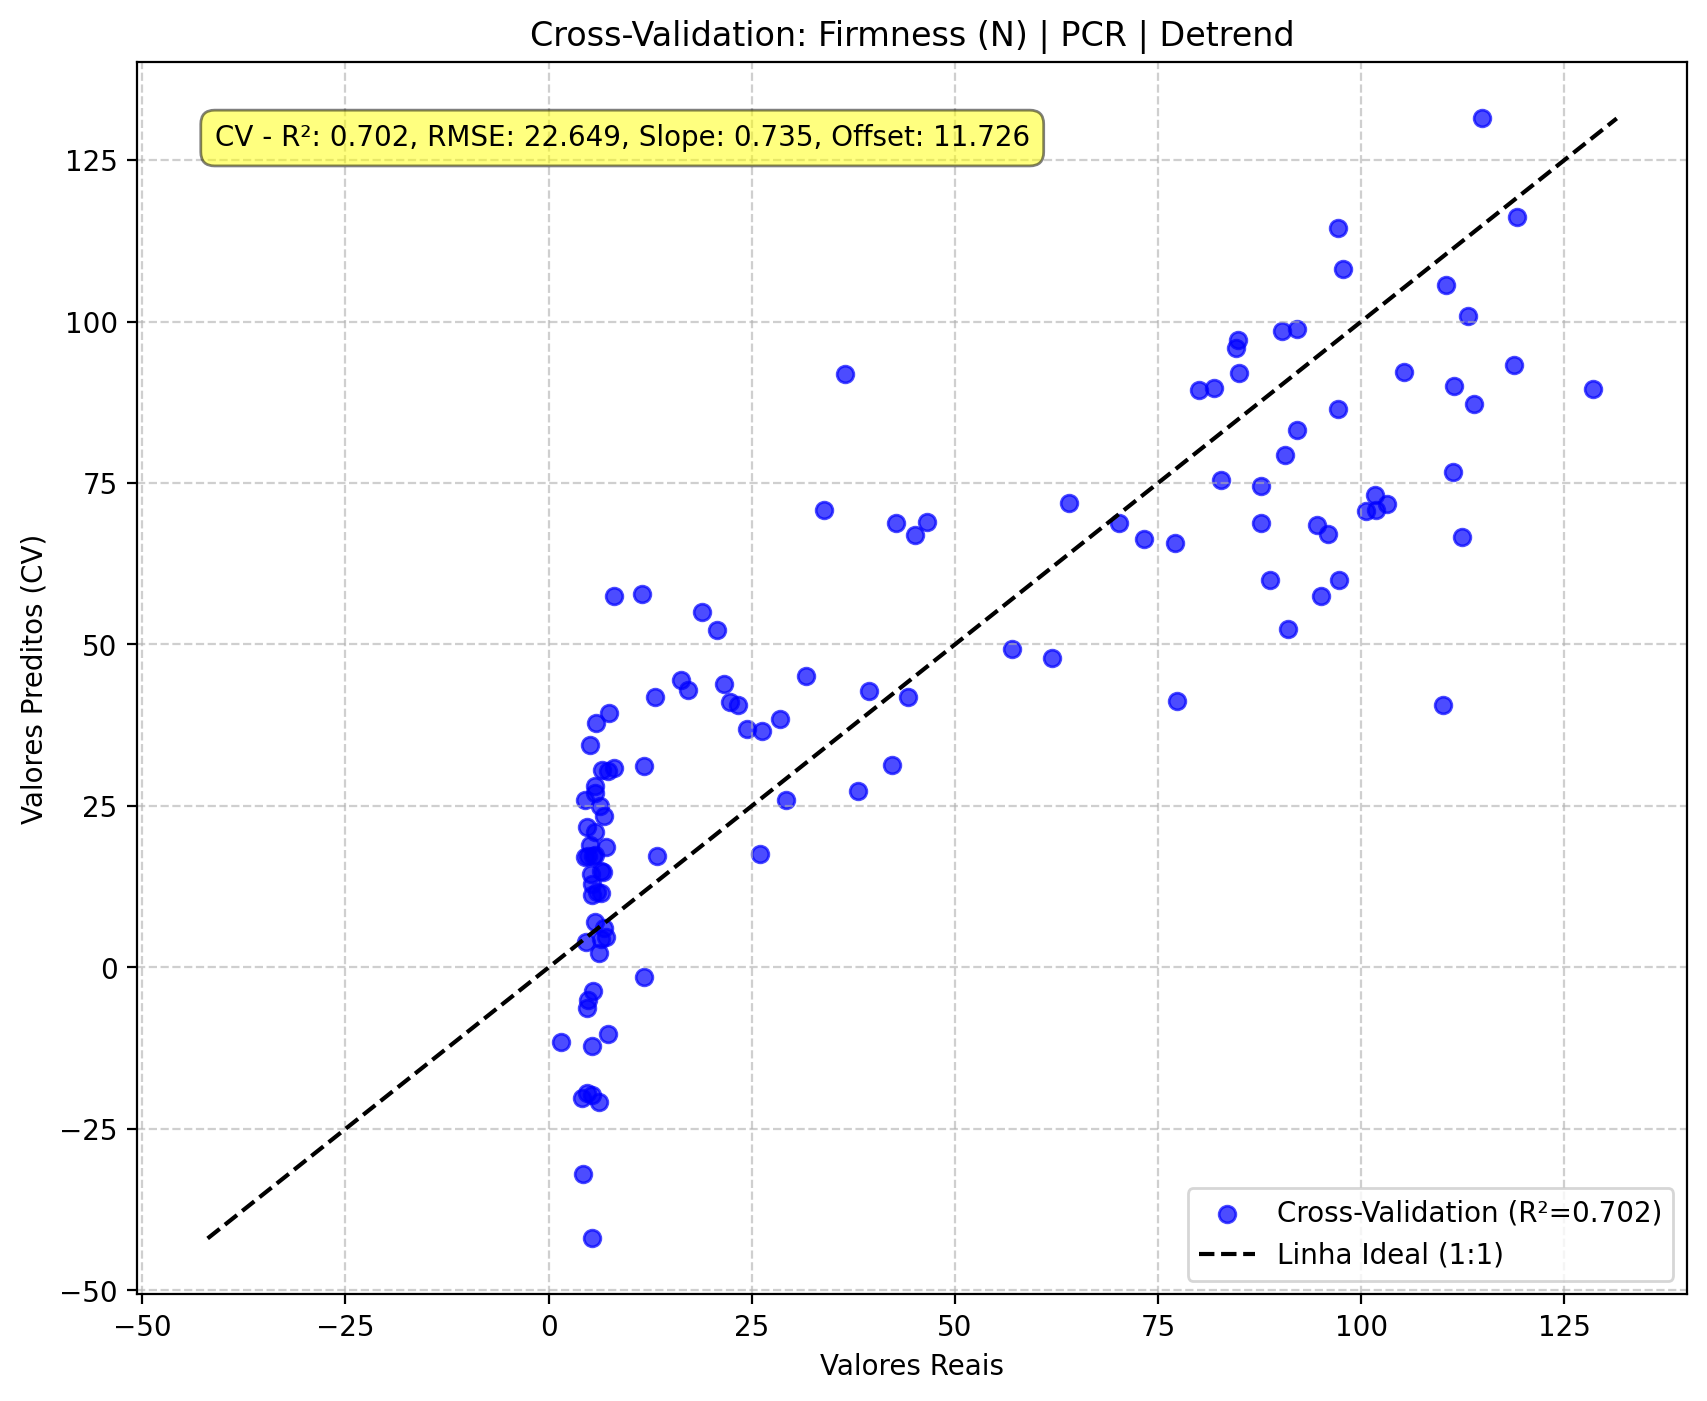 Cross-Validation: Firmness (N) | PCR | Detrend
CV - R²: 0.702, RMSE: 22.649, Slope: 0.735, Offset: 11.726
Valores Preditos (CV)
125
100
75
50
25
0
−25
−50
−50 −25 0 25 50 75 100 125
Valores Reais
Cross-Validation (R²=0.702)
Linha Ideal (1:1)